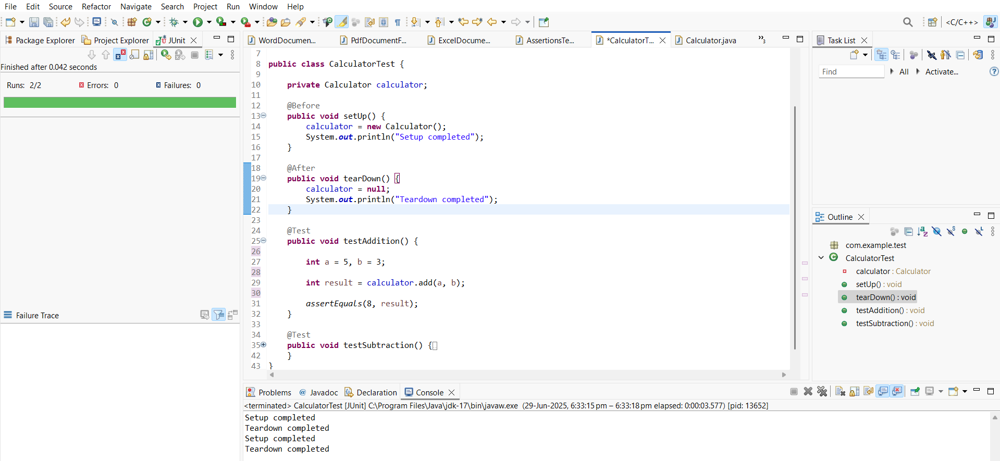 File Edit Source Refactor Navigate Search Project Run Window Help
<C/C++>
Package Explorer Project Explorer JUnit
Finished after 0.042 seconds
Runs: 2/2 Errors: 0 Failures: 0
Failure Trace
WordDocumen... PdfDocumentF... ExcelDocume... AssertionsTe... *CalculatorT... Calculator.java »3
7
8 public class CalculatorTest {
9
10 private Calculator calculator;
11
12 @Before
13 public void setUp() {
14 calculator = new Calculator();
15 System.out.println("Setup completed");
16 }
17
18 @After
19 public void tearDown() {
20 calculator = null;
21 System.out.println("Teardown completed");
22 }
23
24 @Test
25 public void testAddition() {
26
27 int a = 5, b = 3;
28
29 int result = calculator.add(a, b);
30
31 assertEquals(8, result);
32 }
33
34 @Test
35 public void testSubtraction() {
42 }
43 }
Problems Javadoc Declaration Console
<terminated> CalculatorTest [JUnit] C:\Program Files\Java\jdk-17\bin\javaw.exe (29-Jun-2025, 6:33:15 pm – 6:33:18 pm elapsed: 0:00:03.577) [pid: 13652]
Setup completed
Teardown completed
Setup completed
Teardown completed
Task List
Find All Activate...
Outline
com.example.test
CalculatorTest
calculator : Calculator
setUp() : void
tearDown() : void
testAddition() : void
testSubtraction() : void